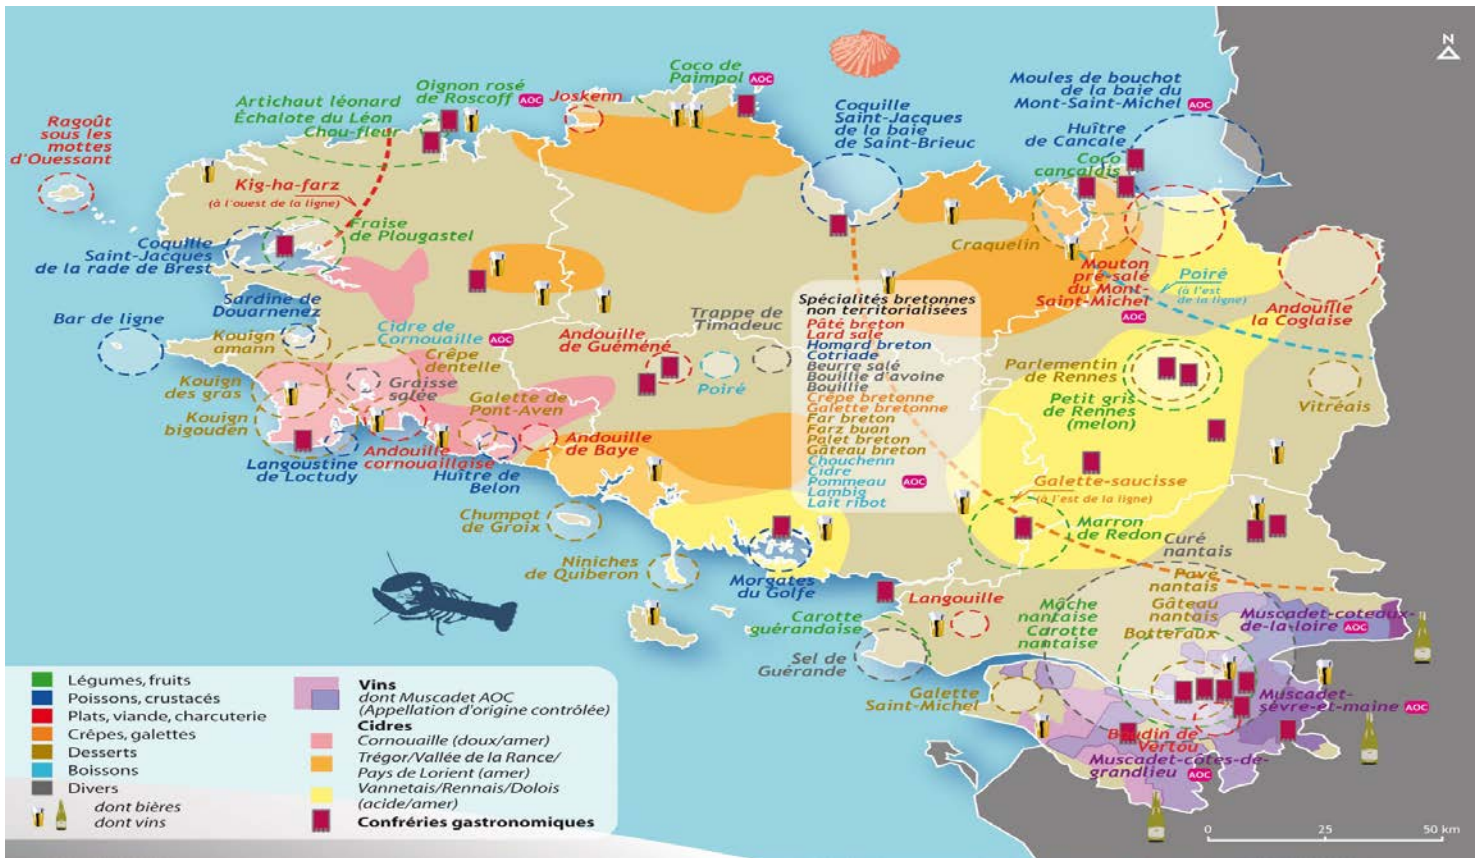 N
Ragoût
sous les
mottes
d'Ouessant
Artichaut léonard
Échalote du Léon
Chou-fleur
Oignon rosé
de Roscoff AOC
Joskenn
Coco de
Paimpol AOC
Coquille
Saint-Jacques
de la baie
de Saint-Brieuc
Moules de bouchot
de la baie du
Mont-Saint-Michel AOC
Huître
de Cancale
Coco
cancalais
Kig-ha-farz
(à l'ouest de la ligne)
Fraise
de Plougastel
Coquille
Saint-Jacques
de la rade de Brest
Craquelin
Mouton
pré-salé
du Mont-
Saint-Michel
AOC
Poiré
(à l'est
de la ligne)
Andouille
la Coglaise
Sardine de
Douarnenez
Bar de ligne
Kouign
amann
Cidre de
Cornouaille AOC
Crêpe
dentelle
Kouign
des gras
Graisse
salée
Kouign
bigouden
Galette de
Pont-Aven
Andouille
de Guémené
Trappe de
Timadeuc
Poiré
Spécialités bretonnes
non territorialisées
Pâté breton
Lard salé
Homard breton
Cotriade
Beurre salé
Bouillie d'avoine
Bouillie
Crêpe bretonne
Galette bretonne
Far breton
Farz buan
Palet breton
Gâteau breton
Chouchenn
Cidre
Pommeau AOC
Lambig
Lait ribot
Parlementin
de Rennes
Petit gris
de Rennes
(melon)
Vitréais
Langoustine
de Loctudy
Andouille
cornouaillaise
Huître de
Belon
Andouille
de Baye
Chumpot
de Groix
Niniches
de Quiberon
Morgates
du Golfe
Galette-saucisse
(à l'est de la ligne)
Marron
de Redon
Curé
nantais
Langouille
Carotte
guérandaise
Sel de
Guérande
Mâche
nantaise
Carotte
nantaise
Pavé
nantais
Gâteau
nantais
Botteraux
Muscadet-coteaux-
de-la-loire AOC
Galette
Saint-Michel
Muscadet-
sèvre-et-maine AOC
Boudin de
Vertou
Muscadet-côtes-de-
grandlieu AOC
Légumes, fruits
Poissons, crustacés
Plats, viande, charcuterie
Crêpes, galettes
Desserts
Boissons
Divers
dont bières
dont vins
Vins
dont Muscadet AOC
(Appellation d'origine contrôlée)
Cidres
Cornouaille (doux/amer)
Trégor/Vallée de la Rance/
Pays de Lorient (amer)
Vannetais/Rennais/Dolois
(acide/amer)
Confréries gastronomiques
0 25 50 km